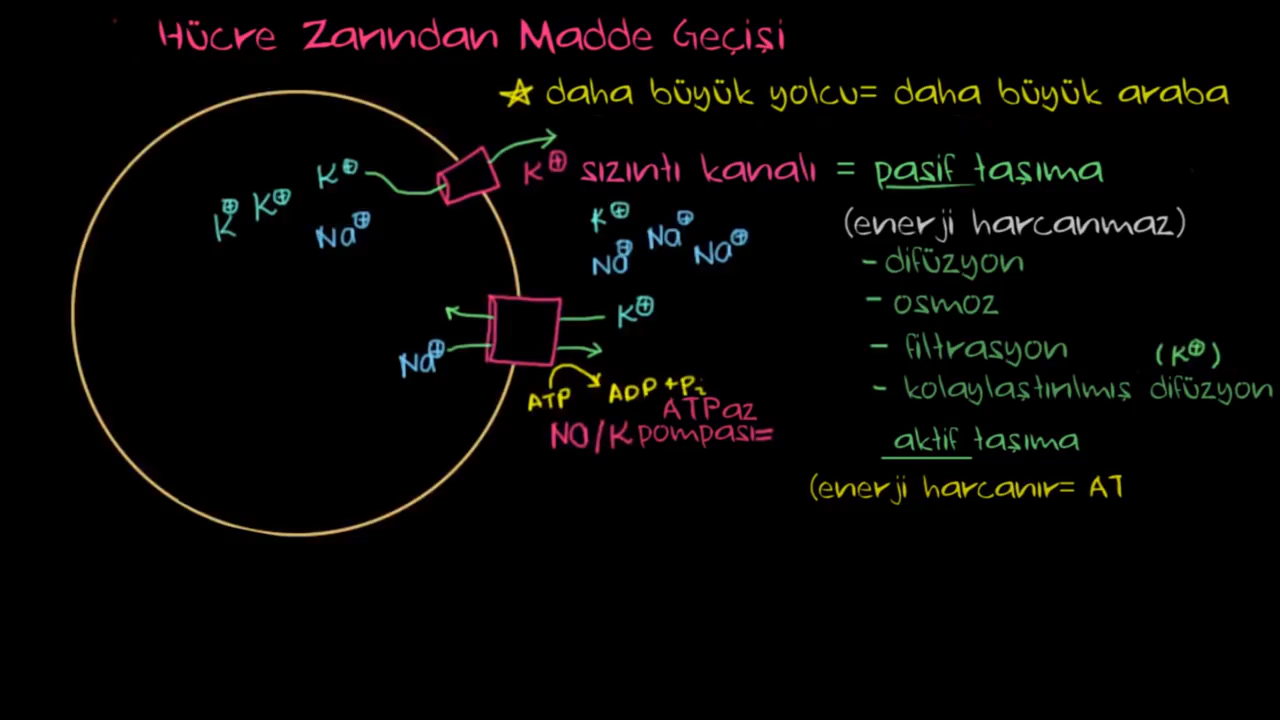 Hücre Zarından Madde Geçişi
☆ daha büyük yolcu= daha büyük araba
K⊕ sızıntı kanalı = pasif taşıma
(enerji harcanmaz)
- difüzyon
- osmoz
- filtrasyon
(K⊕)
- kolaylaştırılmış difüzyon
aktif taşıma
(enerji harcanır= AT
K⊕ K⊕ K⊕
Na⊕
K⊕
Na⊕ Na⊕ Na⊕
K⊕
Na⊕
ATP ADP + Pi
ATPaz
NO/K pompası=